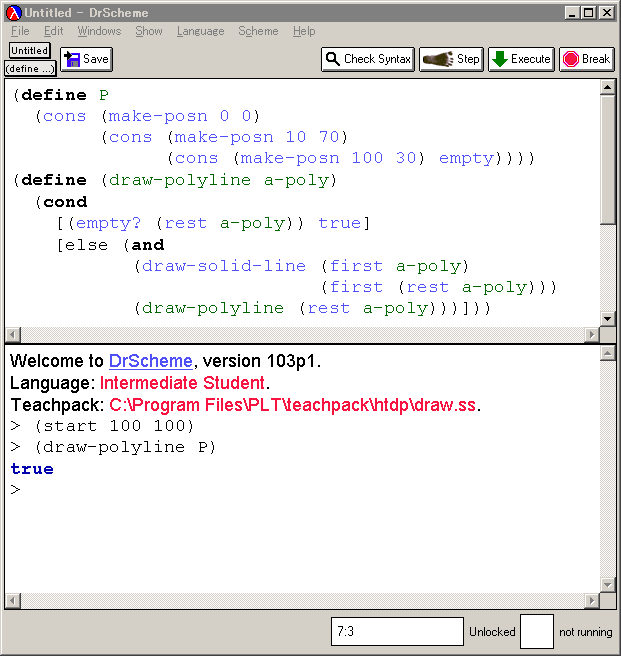 Untitled - DrScheme
File Edit Windows Show Language Scheme Help
Untitled
(define ...)
Save
Check Syntax
Step
Execute
Break
(define P
  (cons (make-posn 0 0)
        (cons (make-posn 10 70)
              (cons (make-posn 100 30) empty))))
(define (draw-polyline a-poly)
  (cond
    [(empty? (rest a-poly)) true]
    [else (and
           (draw-solid-line (first a-poly)
                            (first (rest a-poly)))
           (draw-polyline (rest a-poly)))]))
Welcome to DrScheme, version 103p1.
Language: Intermediate Student.
Teachpack: C:\Program Files\PLT\teachpack\htdp\draw.ss.
> (start 100 100)
> (draw-polyline P)
true
>
7:3
Unlocked
not running